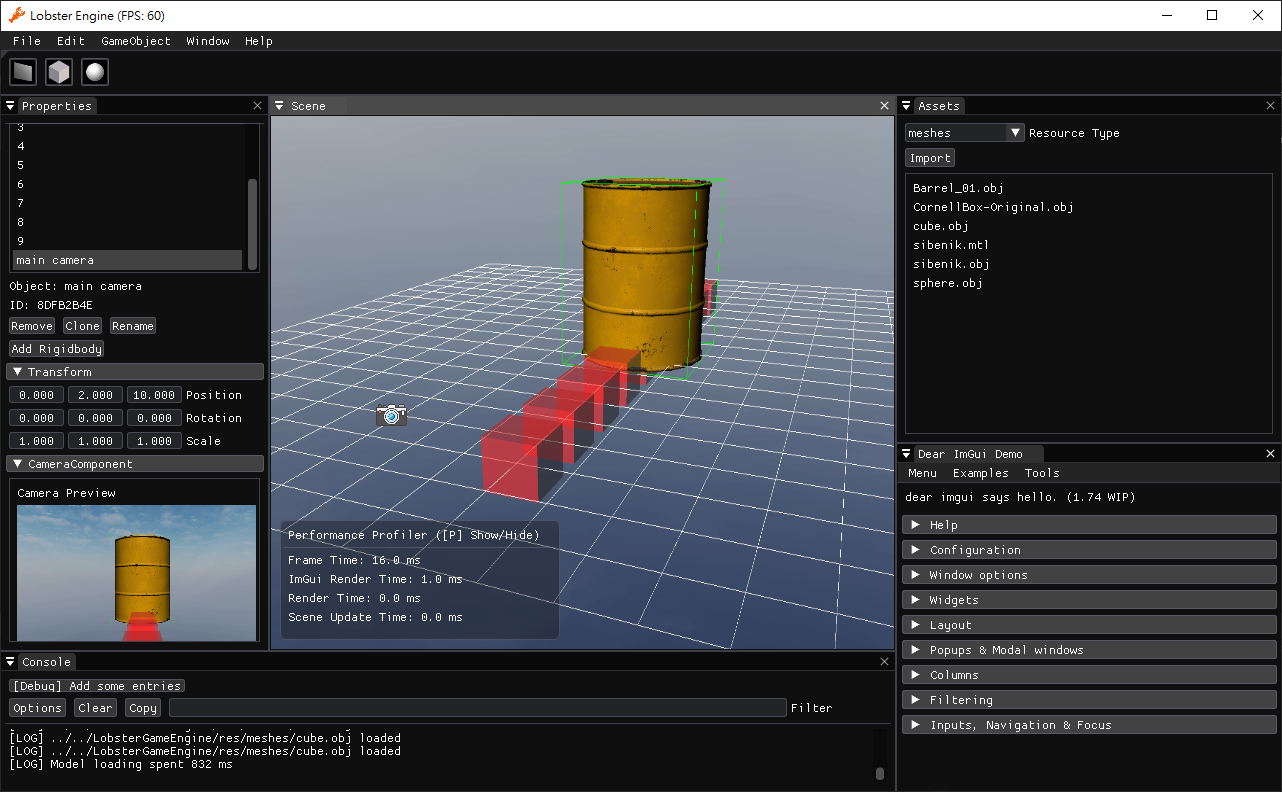 Lobster Engine (FPS: 60)
File Edit GameObject Window Help
Properties
3
4
5
6
7
8
9
main camera
Object: main camera
ID: 8DFB2B4E
Remove Clone Rename
Add Rigidbody
Transform
0.000 2.000 10.000 Position
0.000 0.000 0.000 Rotation
1.000 1.000 1.000 Scale
CameraComponent
Camera Preview
Scene
Performance Profiler ([P] Show/Hide)
Frame Time: 16.0 ms
ImGui Render Time: 1.0 ms
Render Time: 0.0 ms
Scene Update Time: 0.0 ms
Assets
meshes Resource Type
Import
Barrel_01.obj
CornellBox-Original.obj
cube.obj
sibenik.mtl
sibenik.obj
sphere.obj
Dear ImGui Demo
Menu Examples Tools
dear imgui says hello. (1.74 WIP)
Help
Configuration
Window options
Widgets
Layout
Popups & Modal windows
Columns
Filtering
Inputs, Navigation & Focus
Console
[Debug] Add some entries
Options Clear Copy Filter
[LOG] ../../LobsterGameEngine/res/meshes/cube.obj loaded
[LOG] ../../LobsterGameEngine/res/meshes/cube.obj loaded
[LOG] Model loading spent 832 ms